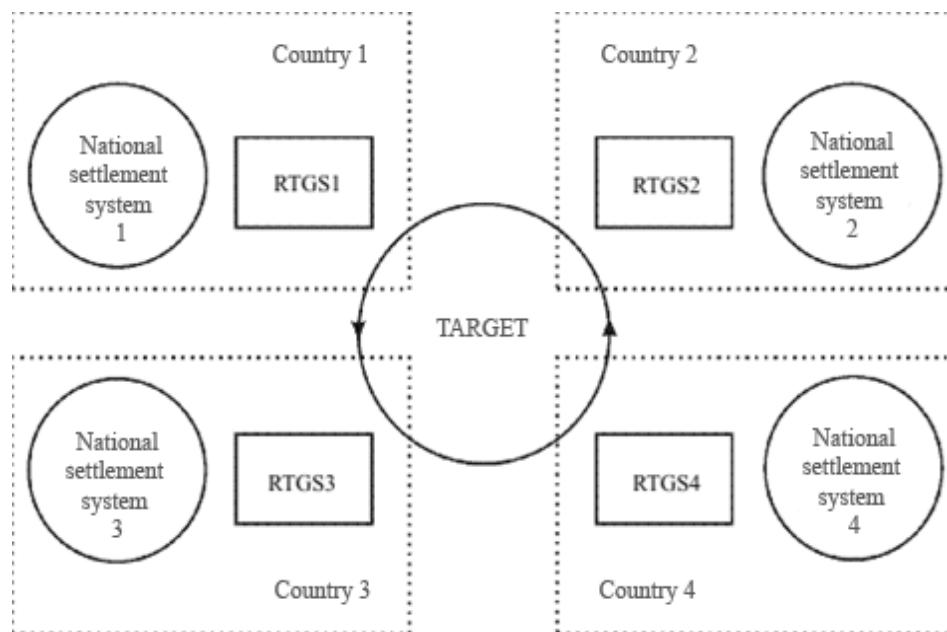 Country 1
National
settlement
system
1
RTGS1
Country 2
RTGS2
National
settlement
system
2
TARGET
National
settlement
system
3
RTGS3
Country 3
RTGS4
National
settlement
system
4
Country 4